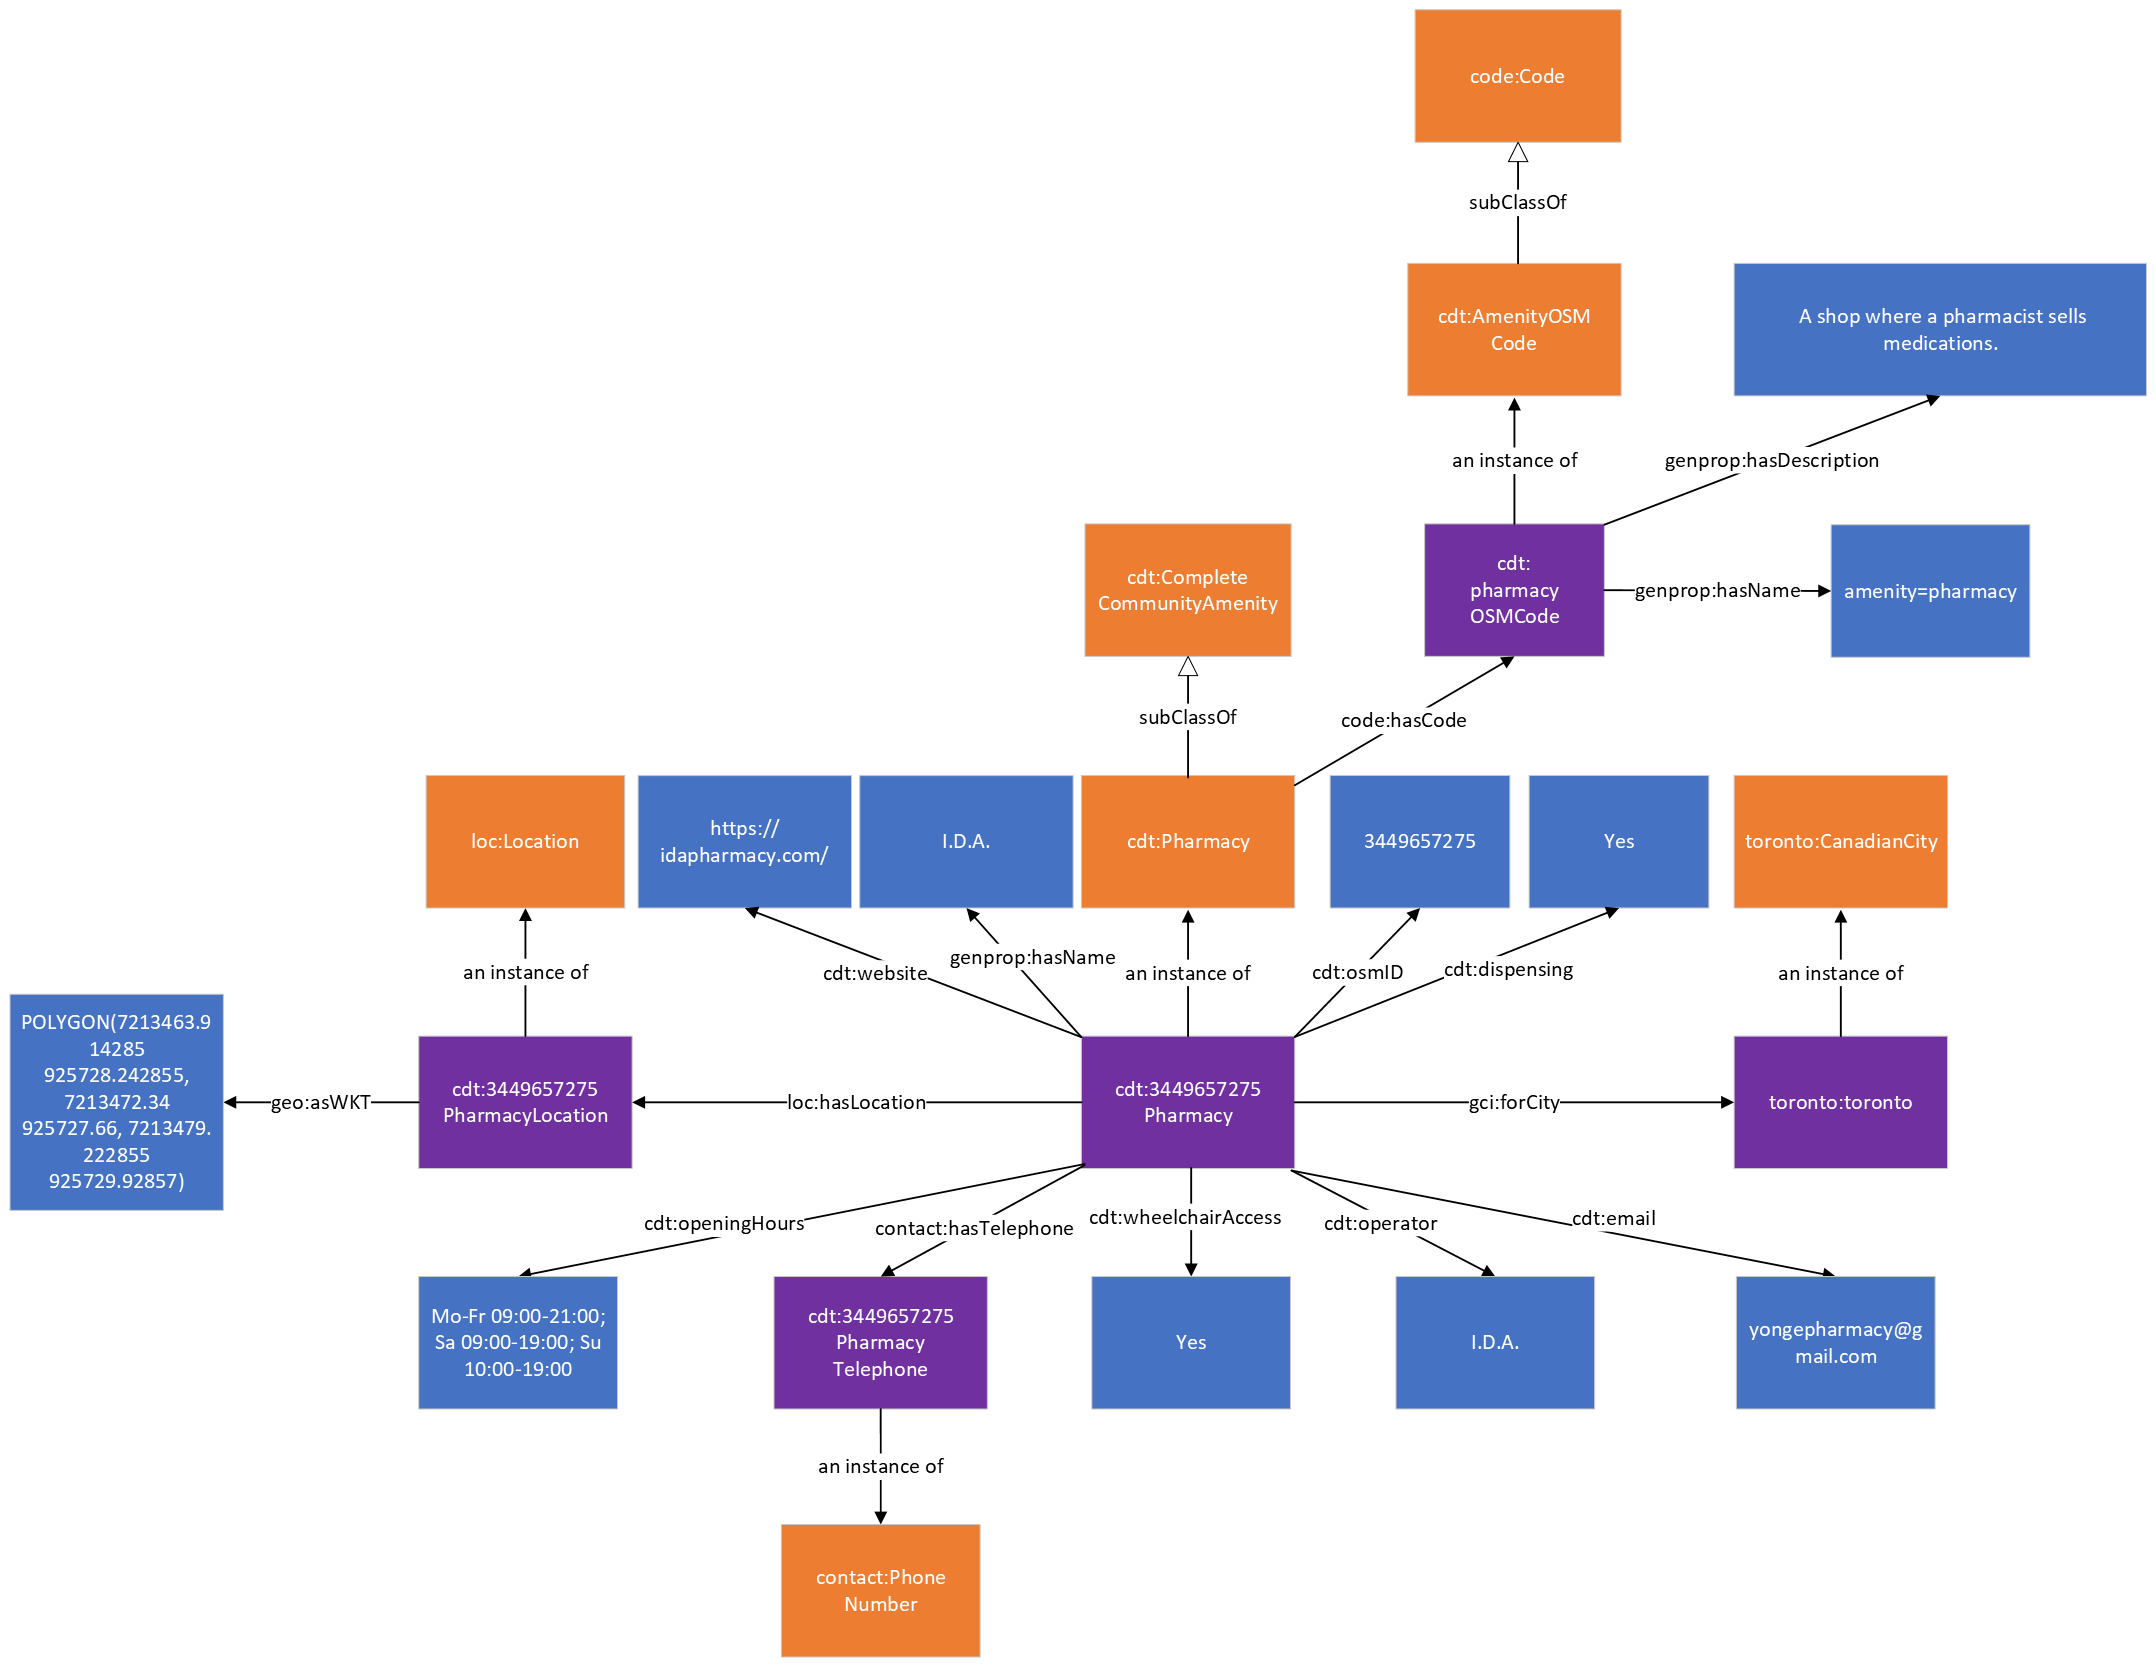 code:Code
subClassOf
cdt:AmenityOSM
Code
A shop where a pharmacist sells
medications.
an instance of
genprop:hasDescription
cdt:Complete
CommunityAmenity
cdt:
pharmacy
OSMCode
genprop:hasName
amenity=pharmacy
subClassOf
code:hasCode
loc:Location
https://
idapharmacy.com/
I.D.A.
cdt:Pharmacy
3449657275
Yes
toronto:CanadianCity
an instance of
cdt:website
genprop:hasName
an instance of
cdt:osmID
cdt:dispensing
an instance of
POLYGON(7213463.9
14285
925728.242855,
7213472.34
925727.66, 7213479.
222855
925729.92857)
geo:asWKT
cdt:3449657275
PharmacyLocation
loc:hasLocation
cdt:3449657275
Pharmacy
gci:forCity
toronto:toronto
cdt:openingHours
contact:hasTelephone
cdt:wheelchairAccess
cdt:operator
cdt:email
Mo-Fr 09:00-21:00;
Sa 09:00-19:00; Su
10:00-19:00
cdt:3449657275
Pharmacy
Telephone
Yes
I.D.A.
yongepharmacy@g
mail.com
an instance of
contact:Phone
Number